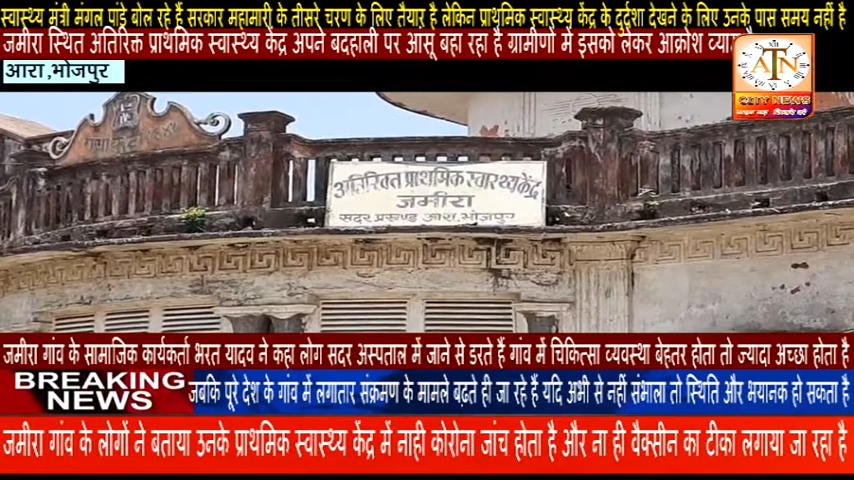 स्वास्थ्य मंत्री मंगल पांडे बोल रहे हैं सरकार महामारी के तीसरे चरण के लिए तैयार है लेकिन प्राथमिक स्वास्थ्य केंद्र के दुर्दुशा देखने के लिए उनके पास समय नहीं है
जमीरा स्थित अतिरिक्त प्राथमिक स्वास्थ्य केंद्र अपने बदहाली पर आसू बहा रहा है ग्रामीणों में इसको लेकर आक्रोश
आरा,भोजपुर
ATN
CITY NEWS
अतिरिक्त प्राथमिक स्वास्थ्य केंद्र
जमीरा
सदर प्रखण्ड आरा,भोजपुर
जमीरा गांव के सामाजिक कार्यकर्ता भरत यादव ने कहा लोग सदर अस्पताल में जाने से डरते हैं गांव में चिकित्सा व्यवस्था बेहतर होता तो ज्यादा अच्छा होता है
BREAKING
NEWS
जबकि पूरे देश के गांव में लगातार संक्रमण के मामले बढ़ते ही जा रहे हैं यदि अभी से नहीं संभाला तो स्थिति और भयानक हो सकता है
जमीरा गांव के लोगों ने बताया उनके प्राथमिक स्वास्थ्य केंद्र में नाही कोरोना जांच होता है और ना ही वैक्सीन का टीका लगाया जा रहा है